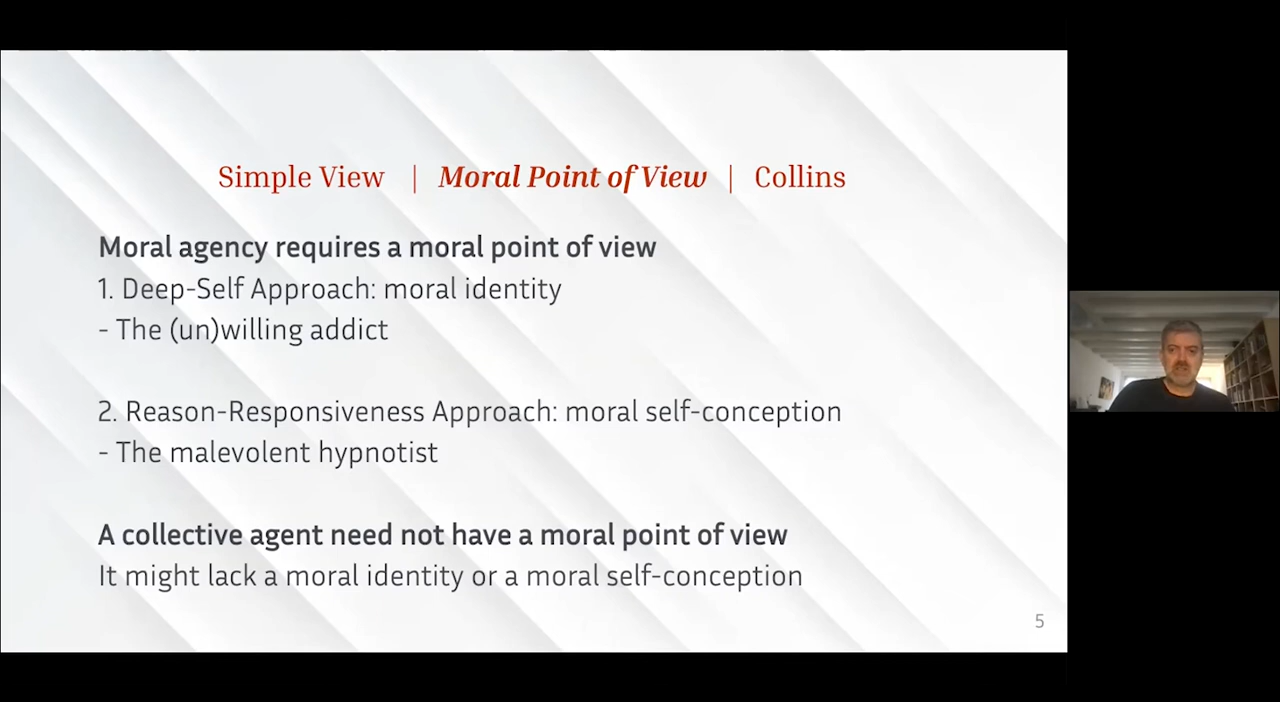 Simple View | Moral Point of View | Collins
Moral agency requires a moral point of view
1. Deep-Self Approach: moral identity
- The (un)willing addict
2. Reason-Responsiveness Approach: moral self-conception
- The malevolent hypnotist
A collective agent need not have a moral point of view
It might lack a moral identity or a moral self-conception
5